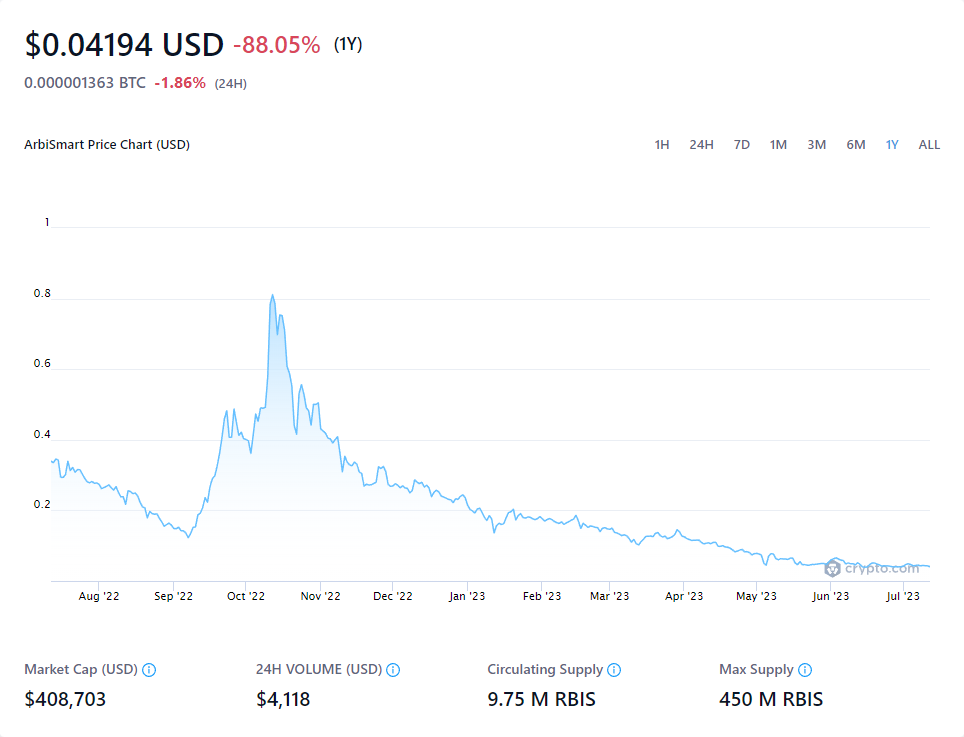 $0.04194 USD -88.05% (1Y)
0.000001363 BTC -1.86% (24H)
ArbiSmart Price Chart (USD) 1H 24H 7D 1M 3M 6M 1Y ALL
1
0.8
0.6
0.4
0.2
crypto.com
Aug '22 Sep '22 Oct '22 Nov '22 Dec '22 Jan '23 Feb '23 Mar '23 Apr '23 May '23 Jun '23 Jul '23
Market Cap (USD) 24H VOLUME (USD) Circulating Supply Max Supply
$408,703 $4,118 9.75 M RBIS 450 M RBIS